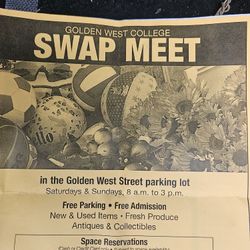 GOLDEN WEST COLLEGE
SWAP MEET
in the Golden West Street parking lot
Saturdays & Sundays, 8 a.m. to 3 p.m.
Free Parking • Free Admission
New & Used Items • Fresh Produce
Antiques & Collectibles
Space Reservations